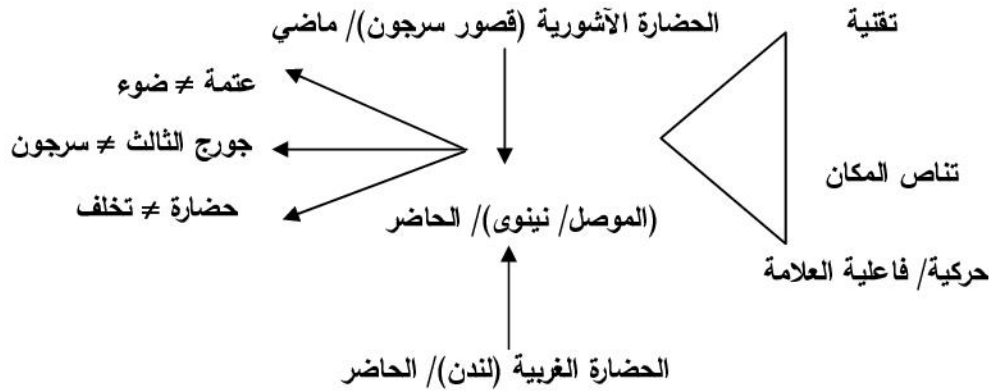 تقنية
الحضارة الآشورية (قصور سرجون)/ ماضي
عتمة ≠ ضوء
جورج الثالث ≠ سرجون
تناص المكان
حضارة ≠ تخلف
(الموصل/ نينوى)/ الحاضر
حركية/ فاعلية العلامة
الحضارة الغربية (لندن)/ الحاضر